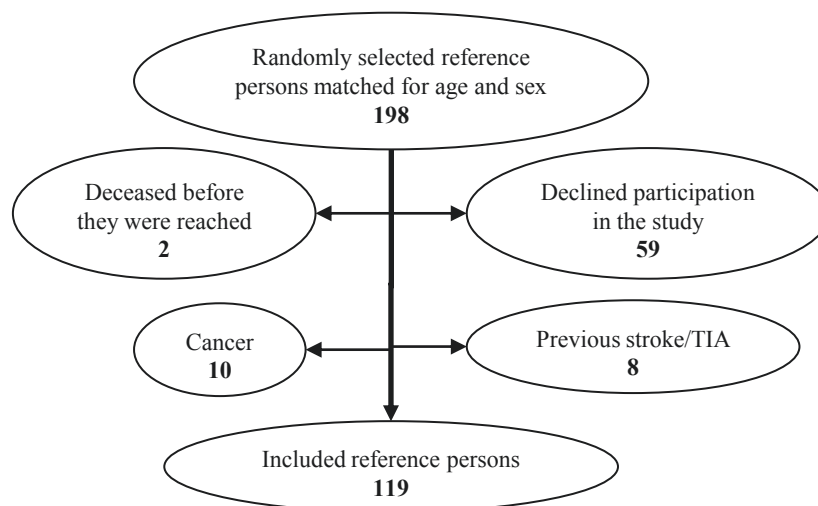 Randomly selected reference
persons matched for age and sex
198
Deceased before
they were reached
2
Declined participation
in the study
59
Cancer
10
Previous stroke/TIA
8
Included reference persons
119